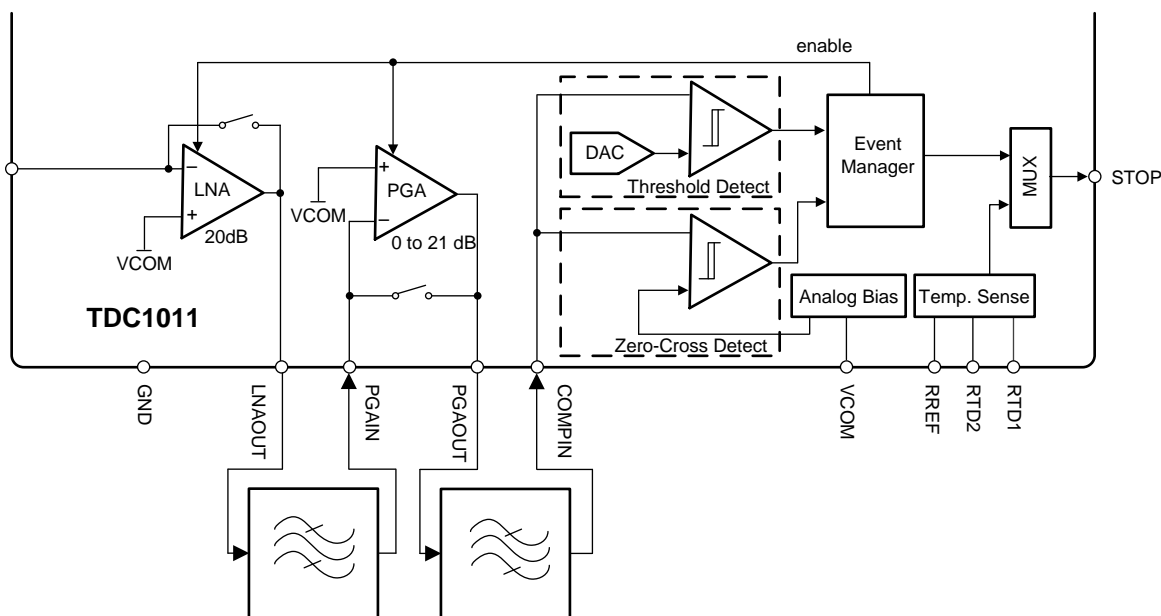 enable
LNA
20dB
VCOM
VCOM
PGA
0 to 21 dB
DAC
Threshold Detect
Event
Manager
MUX
STOP
Zero-Cross Detect
Analog Bias
Temp. Sense
TDC1011
GND
LNAOUT
PGAIN
PGAOUT
COMPIN
VCOM
RREF
RTD2
RTD1